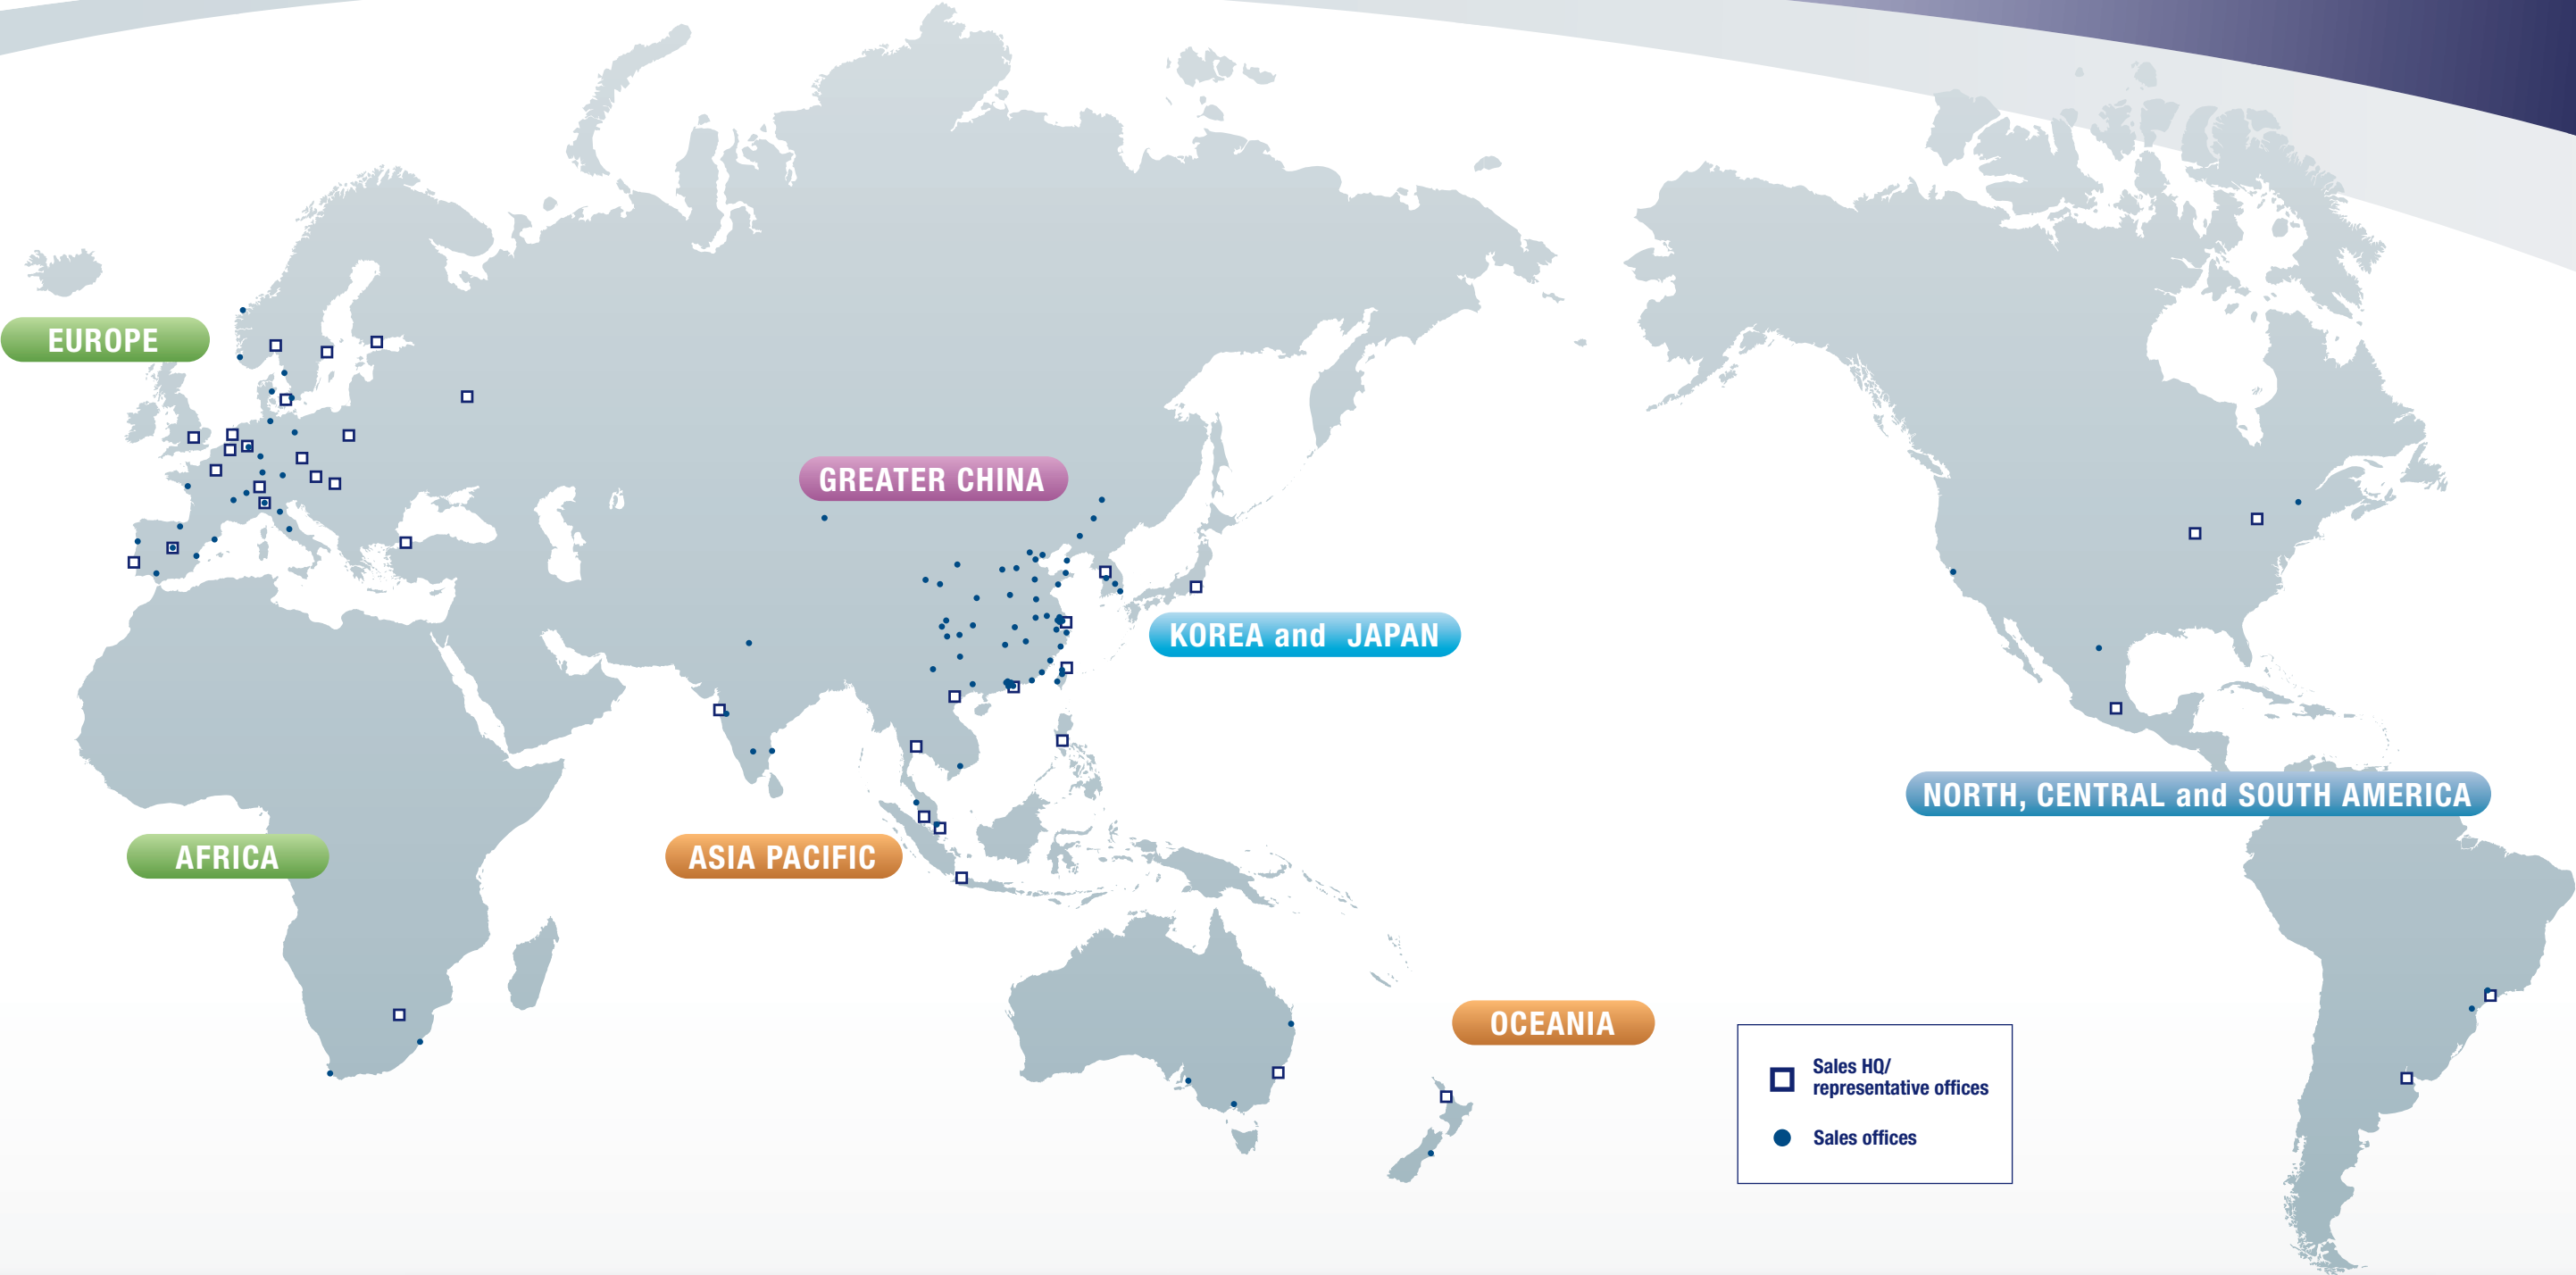 EUROPE
GREATER CHINA
KOREA and JAPAN
NORTH, CENTRAL and SOUTH AMERICA
AFRICA
ASIA PACIFIC
OCEANIA
Sales HQ/
representative offices
Sales offices